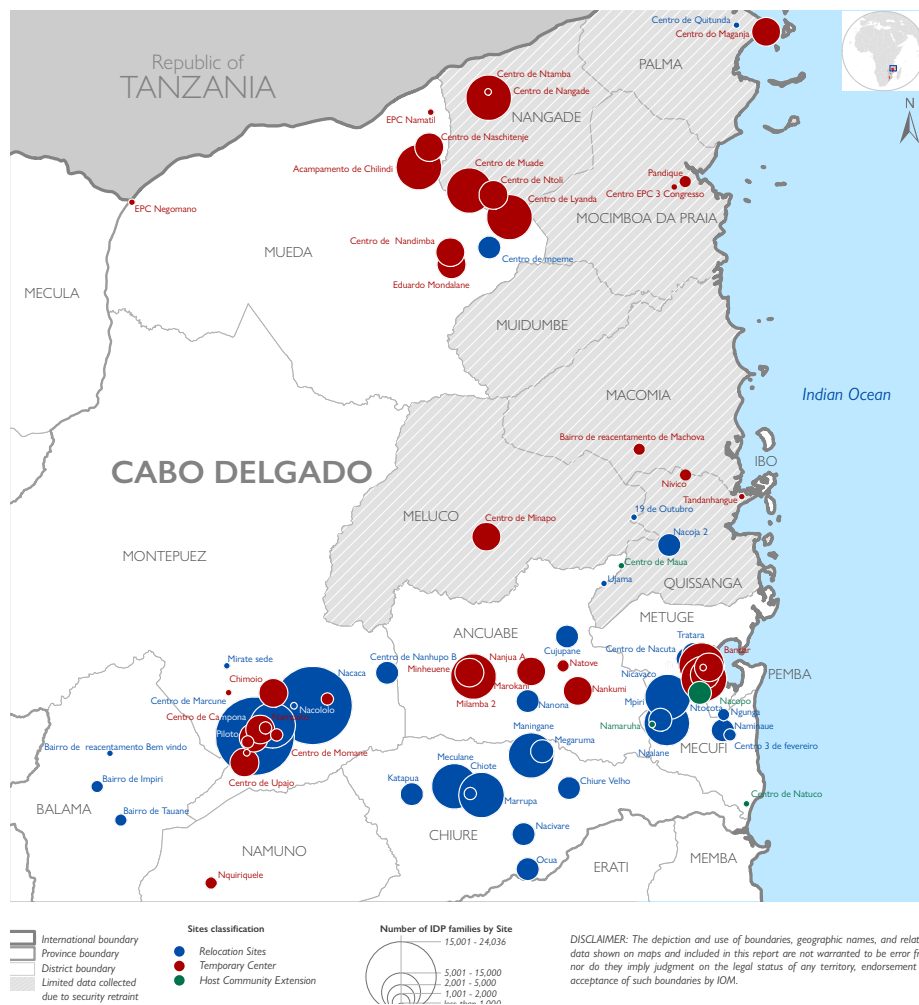 Centro de Quitunda
Centro do Maganja
PALMA
Republic of
TANZANIA
Centro de Ntamba
Centro de Nangade
NANGADE
N
EPC Namatil
Centro de Naschitenje
Acampamento de Chilindi
Centro de Muade
Centro de Ntoli
Centro de Lyanda
Pandique
Centro EPC 3 Congresso
MOCIMBOA DA PRAIA
EPC Negomano
Centro de Nandimba
MUEDA
Centro de mpeme
Eduardo Mondalane
MECULA
MUIDUMBE
MACOMIA
Indian Ocean
Bairro de reacentamento de Machova
IBO
CABO DELGADO
Nivico
Tandanhangue
19 de Outubro
MELUCO
Centro de Minapo
Nacoja 2
MONTEPUEZ
Centro de Maua
Ujama
QUISSANGA
METUGE
ANCUABE
Tratara
Cujupane
Centro de Nacuta
Bandar
Centro de Nanhupo B
Nanjua A
Mirate sede
Minheuene
Natove
Nicavaco
PEMBA
Nacaca
Chimoio
Marokani
Nankumi
Centro de Marcune
Milamba 2
Mpiri
Nacopo
Nanona
Ntocota
Nacololo
Ngunga
Centro de Campona
Maningane
Namaruha
Naminaue
Piloto
Megaruma
Centro 3 de fevereiro
Bairro de reacentamento Bem vindo
Centro de Momane
Ngalane
MECUFI
Meculane
Chiote
Bairro de Impiri
Centro de Upajo
Katapua
Chiure Velho
Marrupa
Centro de Natuco
BALAMA
Bairro de Tauane
CHIURE
Nacivare
NAMUNO
Ocua
ERATI
MEMBA
Nquiriquele
International boundary
Province boundary
District boundary
Limited data collected
due to security retraint
Sites classification
Relocation Sites
Temporary Center
Host Community Extension
Number of IDP families by Site
15,001 - 24,036
5,001 - 15,000
2,001 - 5,000
1,001 - 2,000
less than 1,000
DISCLAIMER: The depiction and use of boundaries, geographic names, and relat
data shown on maps and included in this report are not warranted to be error fr
nor do they imply judgment on the legal status of any territory, endorsement
acceptance of such boundaries by IOM.